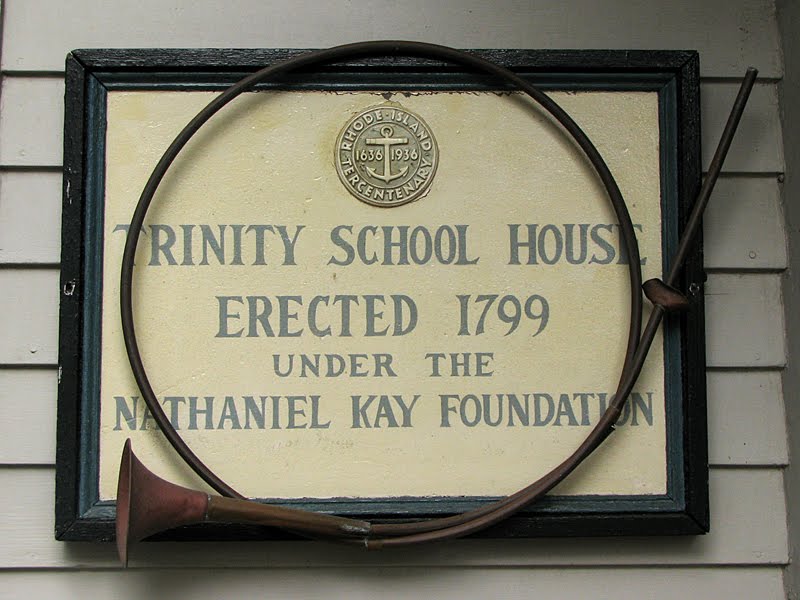 RHODE · ISLAND
1636 1936
TERCENTENARY
TRINITY SCHOOL HOUSE
ERECTED 1799
UNDER THE
NATHANIEL KAY FOUNDATION